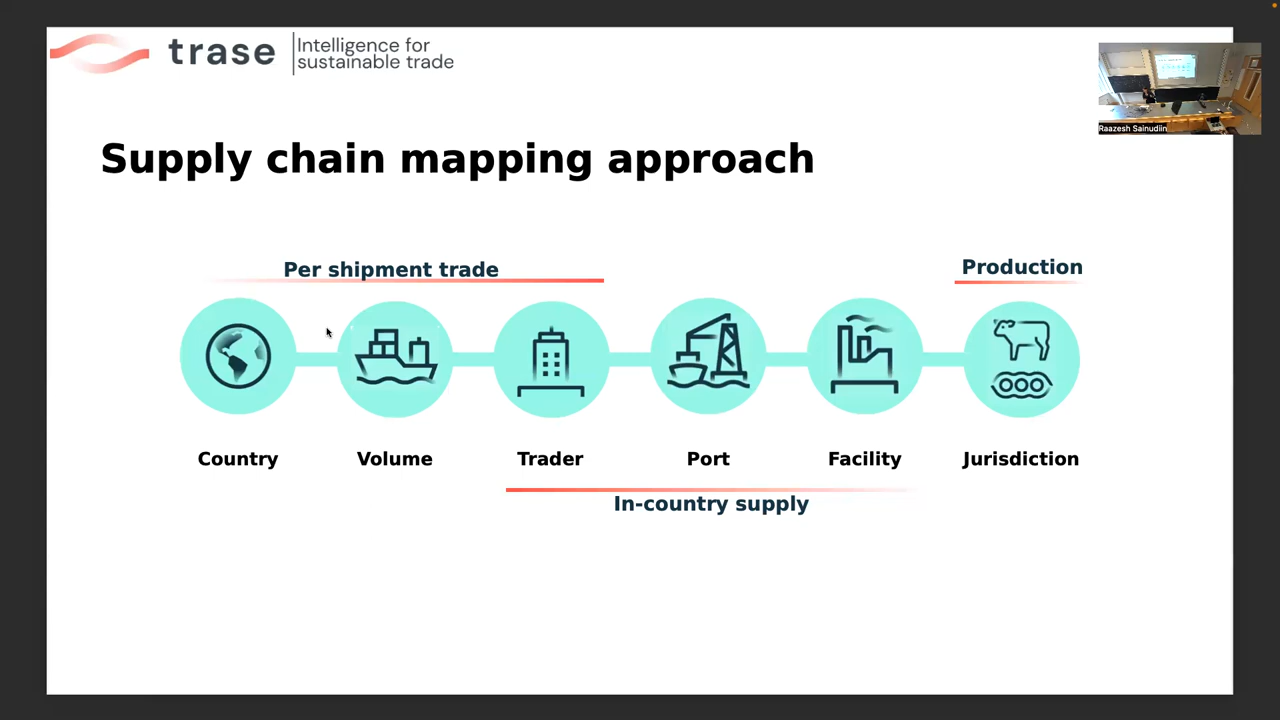 trase
Intelligence for
sustainable trade
Raazesh Sainudiin
Supply chain mapping approach
Per shipment trade
Production
Country
Volume
Trader
Port
Facility
Jurisdiction
In-country supply